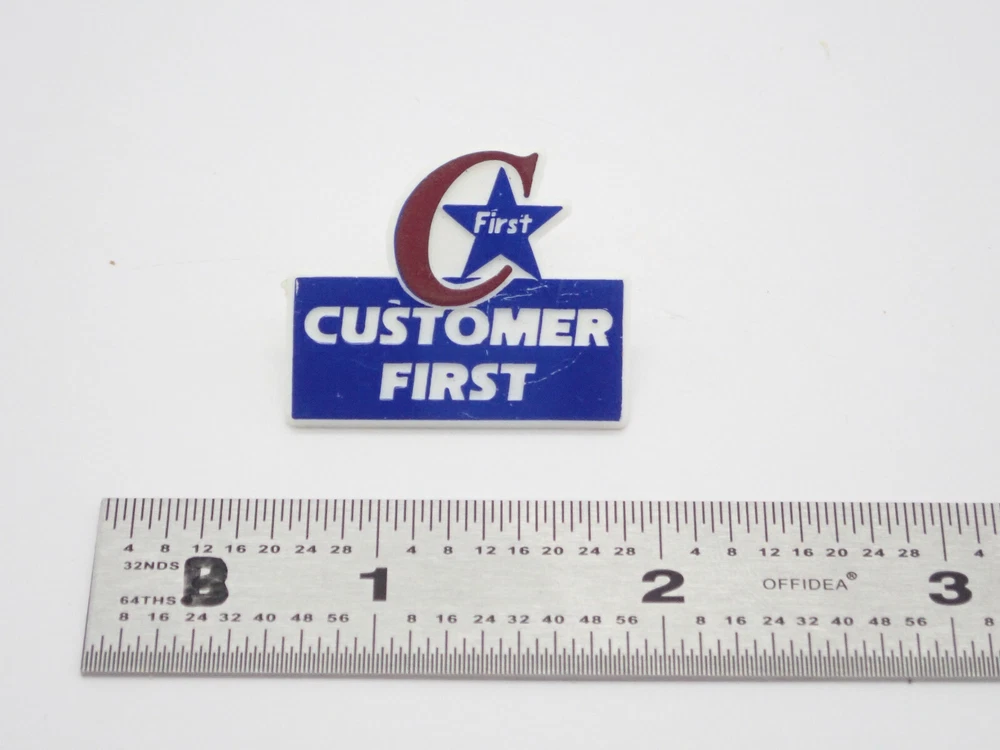 C
First
CUSTOMER
FIRST
4 8 12 16 20 24 28 4 8 12 16 20 24 28 4 8 12 16 20 24 28 4
32NDS
B 1 2 OFFIDEA® 3
64THS
8 16 24 32 40 48 56 8 16 24 32 40 48 56 8 16 24 32 40 48 56 8